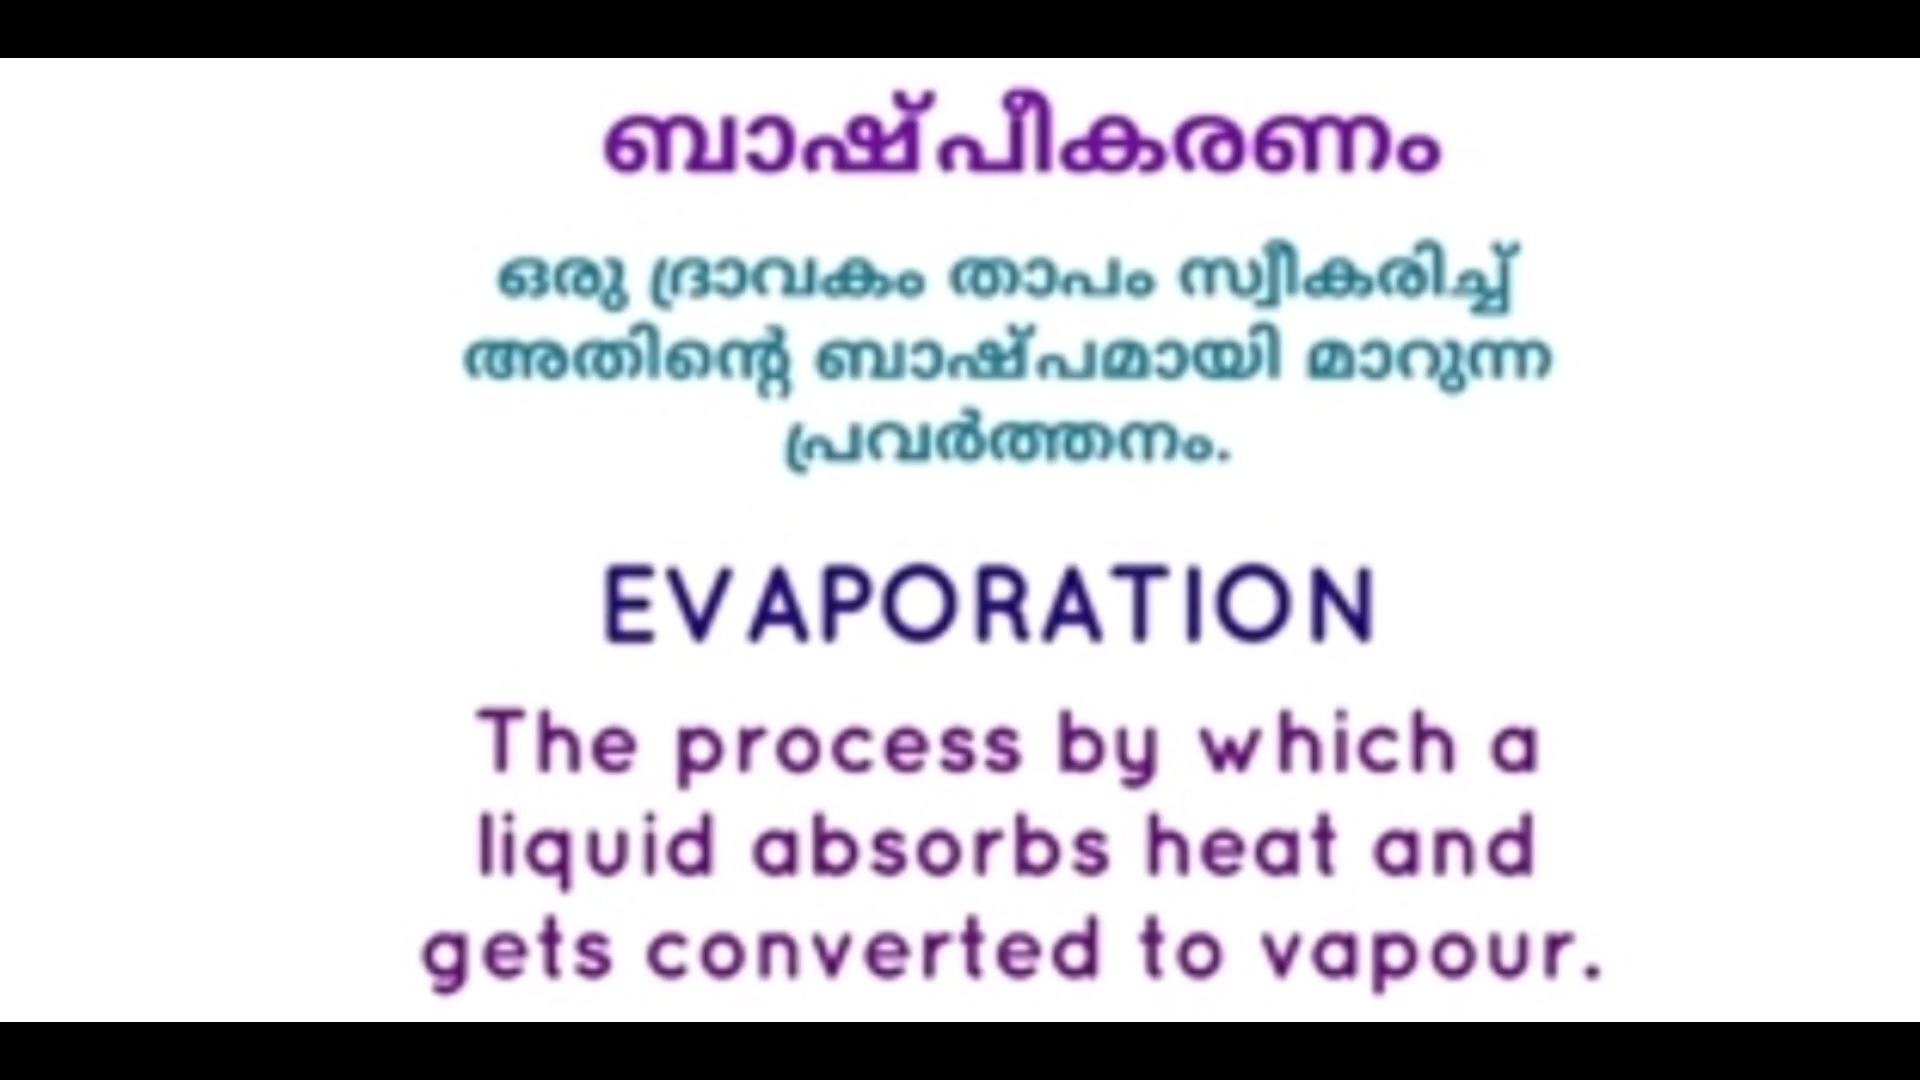 ബാഷ്പീകരണം
ഒരു ദ്രാവകം താപം സ്വീകരിച്ച്
അതിന്റെ ബാഷ്പമായി മാറുന്ന
പ്രവർത്തനം.
EVAPORATION
The process by which a
liquid absorbs heat and
gets converted to vapour.